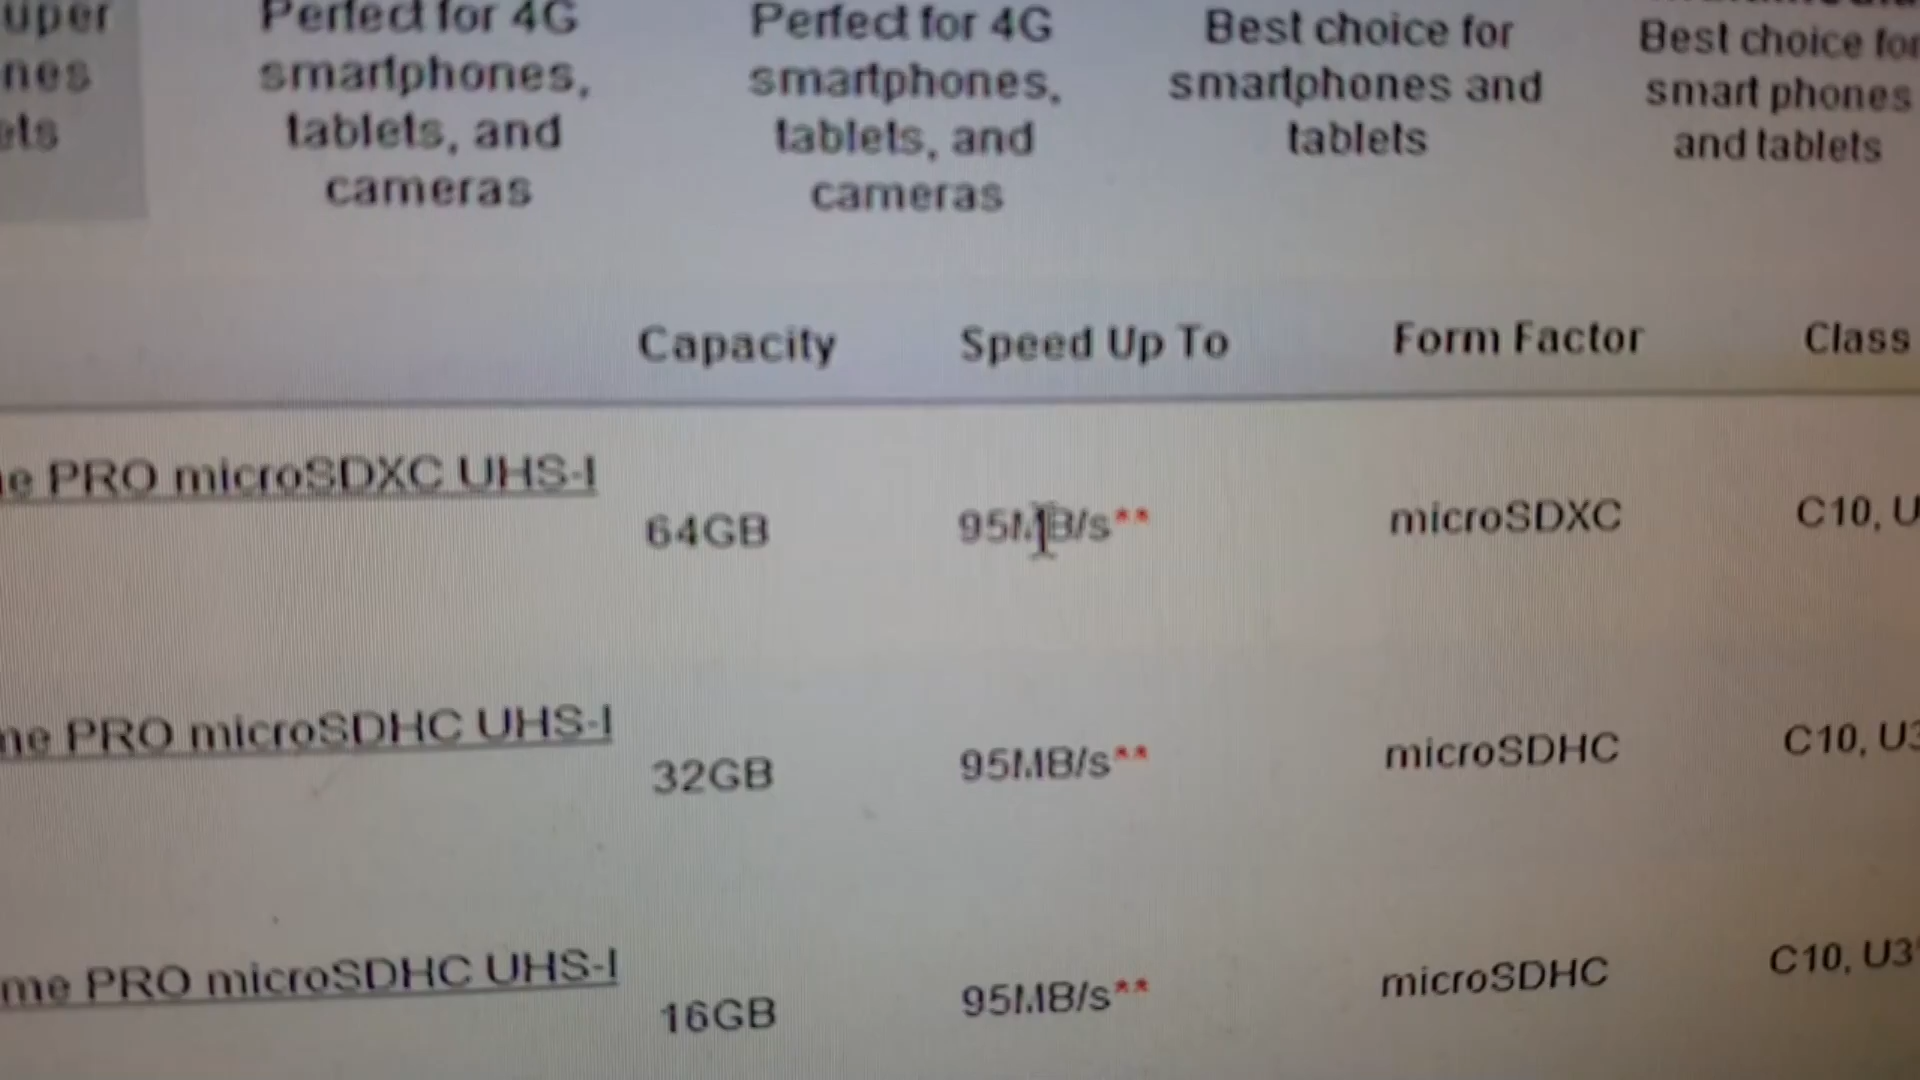 Perfect for 4G
smartphones,
tablets, and
cameras
Perfect for 4G
smartphones,
tablets, and
cameras
Best choice for
smartphones and
tablets
Best choice for
smart phones
and tablets
Capacity Speed Up To Form Factor Class
PRO microSDXC UHS-I
64GB 95MB/s** microSDXC C10,
PRO microSDHC UHS-I
32GB 95MB/s** microSDHC C10, U3
PRO microSDHC UHS-I
16GB 95MB/s** microSDHC C10, U3